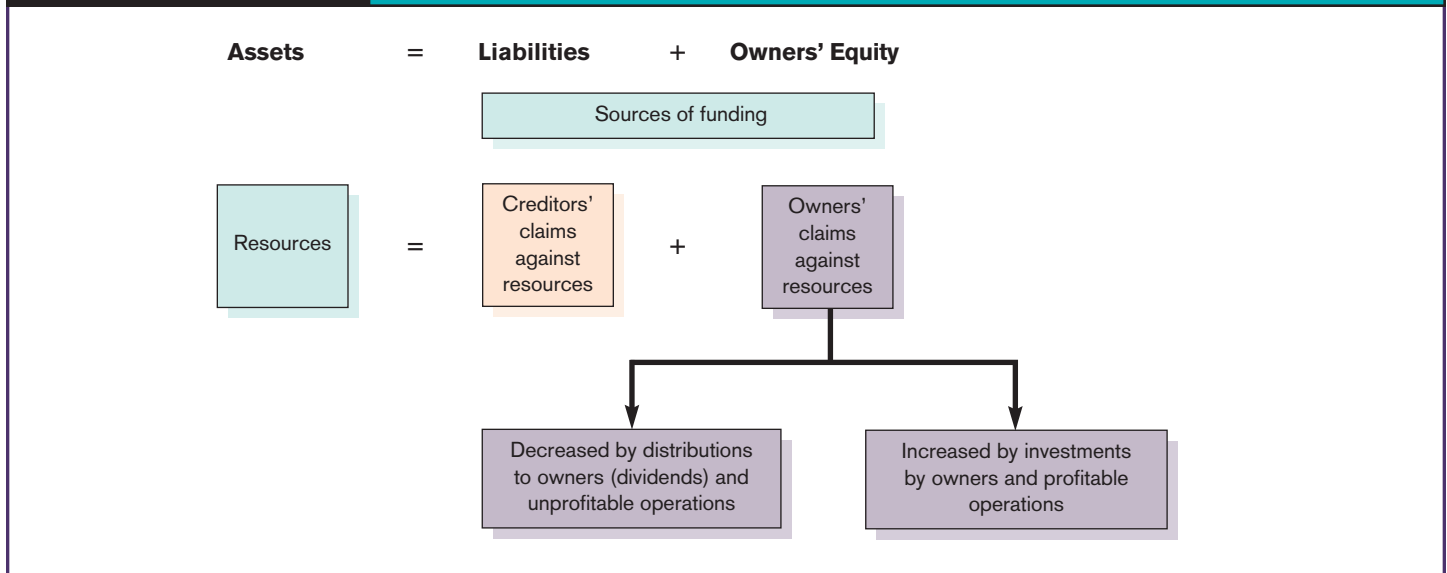 Assets = Liabilities + Owners’ Equity
Sources of funding
Resources
=
Creditors’
claims
against
resources
+
Owners’
claims
against
resources
Decreased by distributions
to owners (dividends) and
unprofitable operations
Increased by investments
by owners and profitable
operations